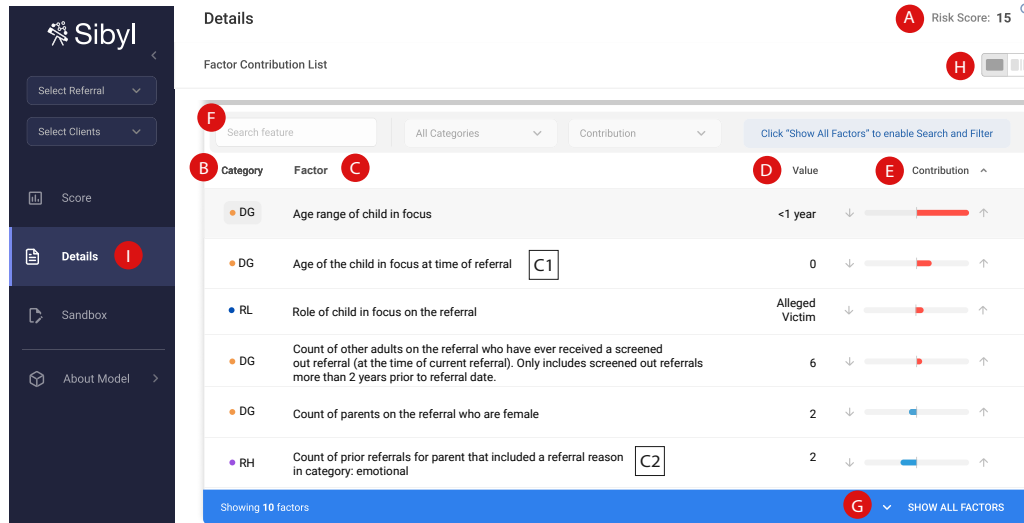 Sibyl
Select Referral
Select Clients
Score
Details
I
Sandbox
About Model
Details
A
Risk Score: 15
Factor Contribution List
H
F
Search feature
All Categories
Contribution
Click "Show All Factors" to enable Search and Filter
B
Category
Factor
C
D
Value
E
Contribution
DG
Age range of child in focus
<1 year
DG
Age of the child in focus at time of referral
C1
0
RL
Role of child in focus on the referral
Alleged
Victim
DG
Count of other adults on the referral who have ever received a screened
out referral (at the time of current referral). Only includes screened out referrals
more than 2 years prior to referral date.
6
DG
Count of parents on the referral who are female
2
RH
Count of prior referrals for parent that included a referral reason
in category: emotional
C2
2
Showing 10 factors
G
SHOW ALL FACTORS